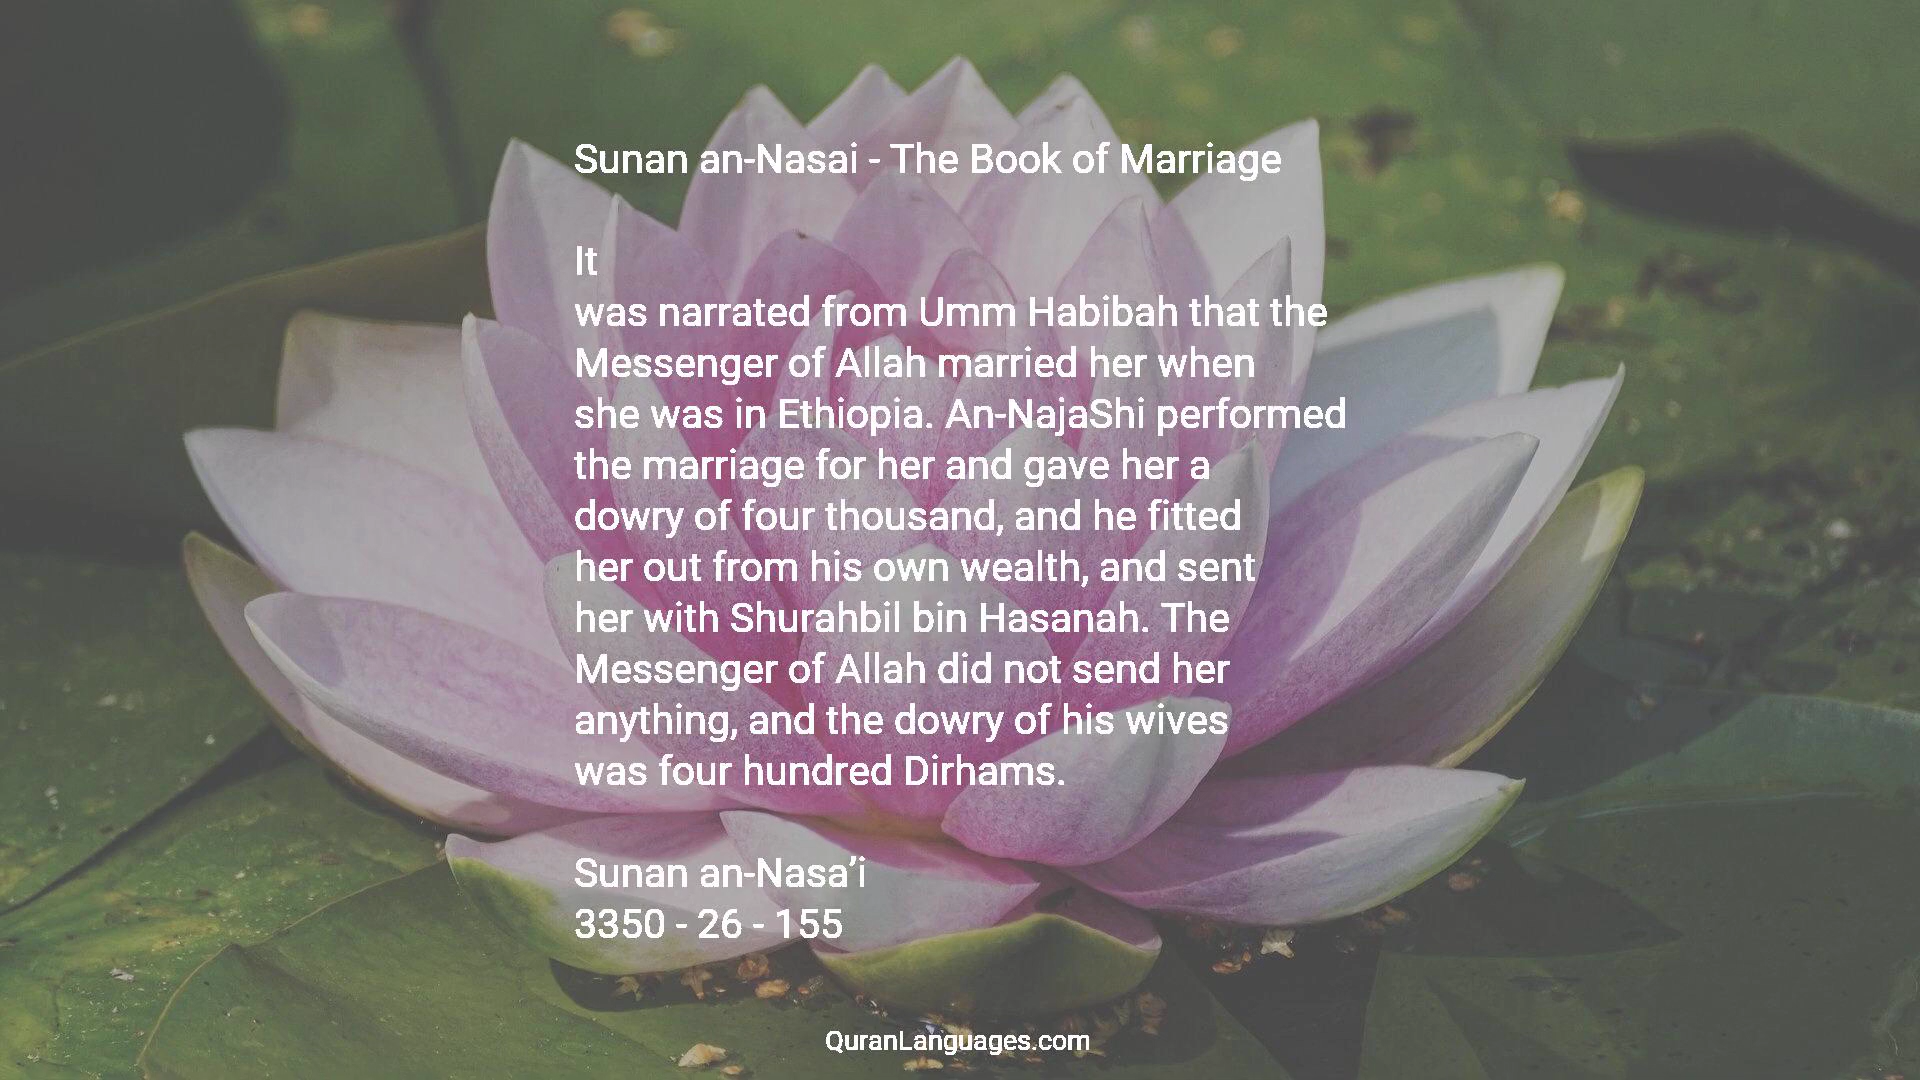 Sunan an-Nasai - The Book of Marriage
It
was narrated from Umm Habibah that the
Messenger of Allah married her when
she was in Ethiopia. An-NajaShi performed
the marriage for her and gave her a
dowry of four thousand, and he fitted
her out from his own wealth, and sent
her with Shurahbil bin Hasanah. The
Messenger of Allah did not send her
anything, and the dowry of his wives
was four hundred Dirhams.
Sunan an-Nasa’i
3350 - 26 - 155
QuranLanguages.com